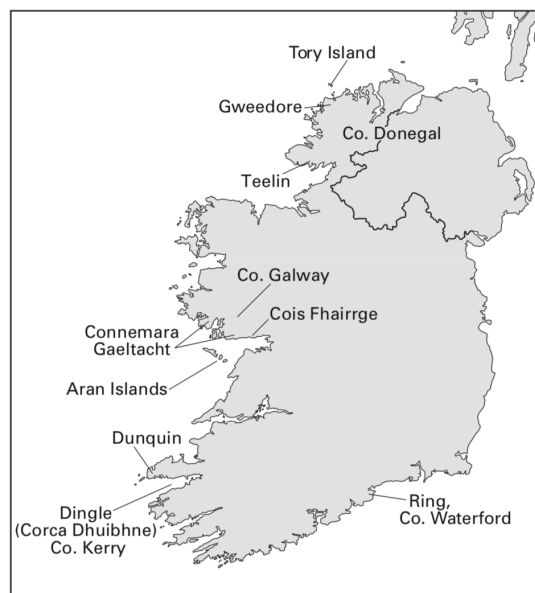 Tory Island
Gweedore
Co. Donegal
Teelin
Co. Galway
Cois Fhairrge
Connemara
Gaeltacht
Aran Islands
Dunquin
Dingle
(Corca Dhuibhne)
Co. Kerry
Ring,
Co. Waterford